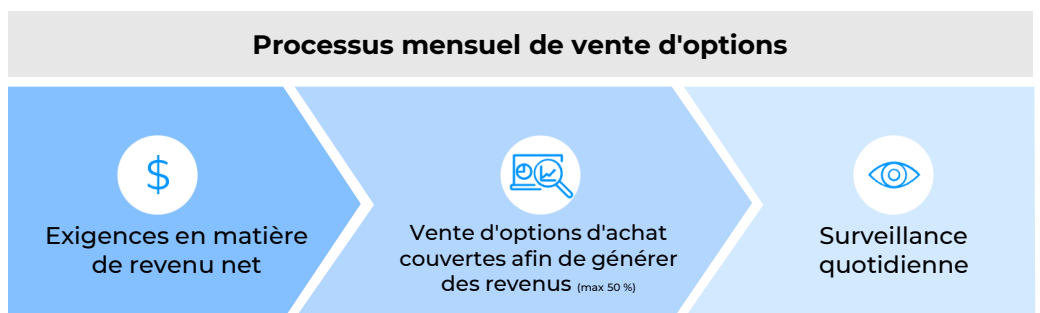 Processus mensuel de vente d'options
$
Exigences en matière
de revenu net
Vente d'options d'achat
couvertes afin de générer
des revenus (max 50 %)
Surveillance
quotidienne